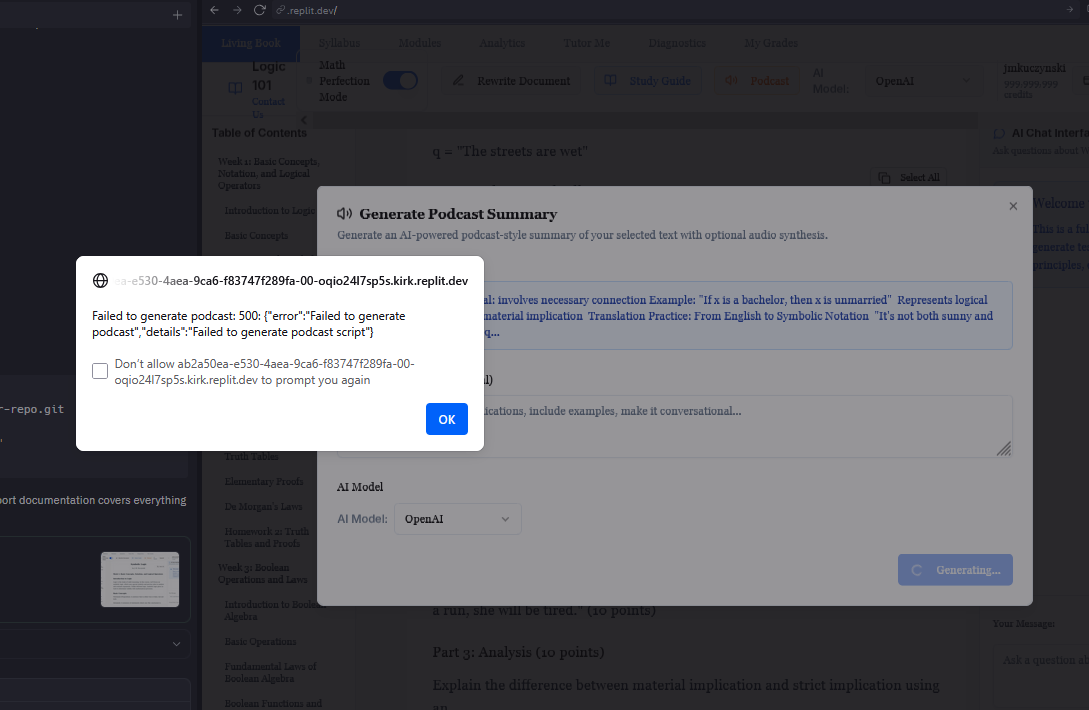 .replit.dev/
Living Book
Syllabus
Modules
Analytics
Tutor Me
Diagnostics
My Grades
Logic
101
Contact
Us
Math
Perfection
Mode
Rewrite Document
Study Guide
Podcast
AI
Model:
OpenAI
jmkuczynski
999,999,999
credits
Table of Contents
Week 1: Basic Concepts,
Notation, and Logical
Operators
Introduction to Logic
Basic Concepts
q = "The streets are wet"
Select All
AI Chat Interfa
Ask questions about
Welcome
This is a ful
generate te
principles,
Generate Podcast Summary
Generate an AI-powered podcast-style summary of your selected text with optional audio synthesis.
ea-e530-4aea-9ca6-f83747f289fa-00-oqio24l7sp5s.kirk.replit.dev
Failed to generate podcast: 500: {"error":"Failed to generate
podcast","details":"Failed to generate podcast script"}
Don't allow ab2a50ea-e530-4aea-9ca6-f83747f289fa-00-
oqio24l7sp5s.kirk.replit.dev to prompt you again
OK
al: involves necessary connection Example: "If x is a bachelor, then x is unmarried"  Represents logical
material implication  Translation Practice: From English to Symbolic Notation  "It's not both sunny and
q...
l)
ications, include examples, make it conversational...
AI Model
AI Model:
OpenAI
Generating...
r-repo.git
port documentation covers everything
Truth Tables
Elementary Proofs
De Morgan's Laws
Homework 2: Truth
Tables and Proofs
Week 3: Boolean
Operations and Laws
Introduction to Boolean
Algebra
Basic Operations
Fundamental Laws of
Boolean Algebra
Boolean Functions and
a run, she will be tired." (10 points)
Part 3: Analysis (10 points)
Explain the difference between material implication and strict implication using
an
Your Message:
Ask a question ab